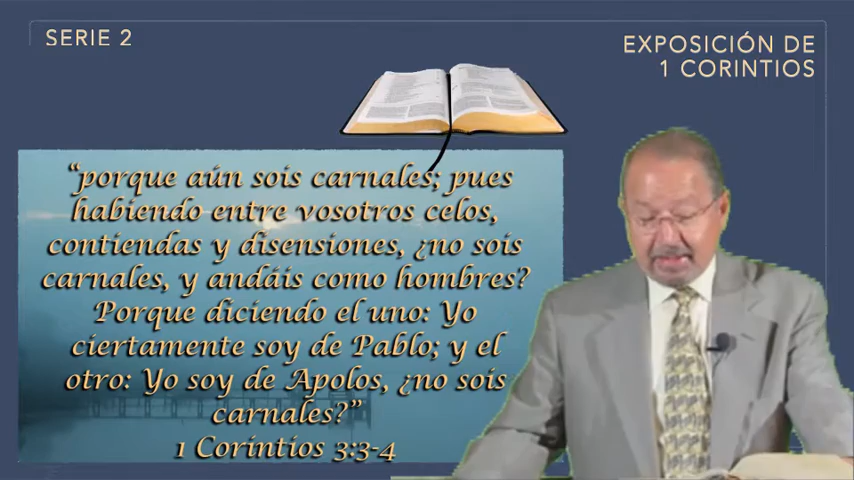 SERIE 2
EXPOSICIÓN DE
1 CORINTIOS
“porque aún sois carnales; pues
habiendo entre vosotros celos,
contiendas y disensiones, ¿no sois
carnales, y andáis como hombres?
Porque diciendo el uno: Yo
ciertamente soy de Pablo; y el
otro: Yo soy de Apolos, ¿no sois
carnales?”
1 Corintios 3:3-4